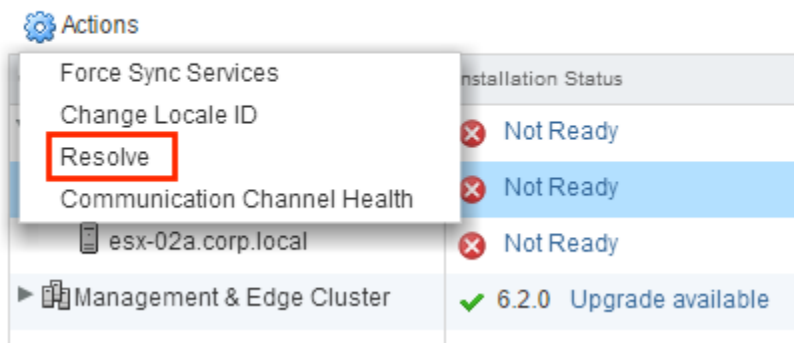 Actions
Force Sync Services
Change Locale ID
Resolve
Communication Channel Health
nstallation Status
Not Ready
Not Ready
esx-02a.corp.local Not Ready
Management & Edge Cluster 6.2.0 Upgrade available